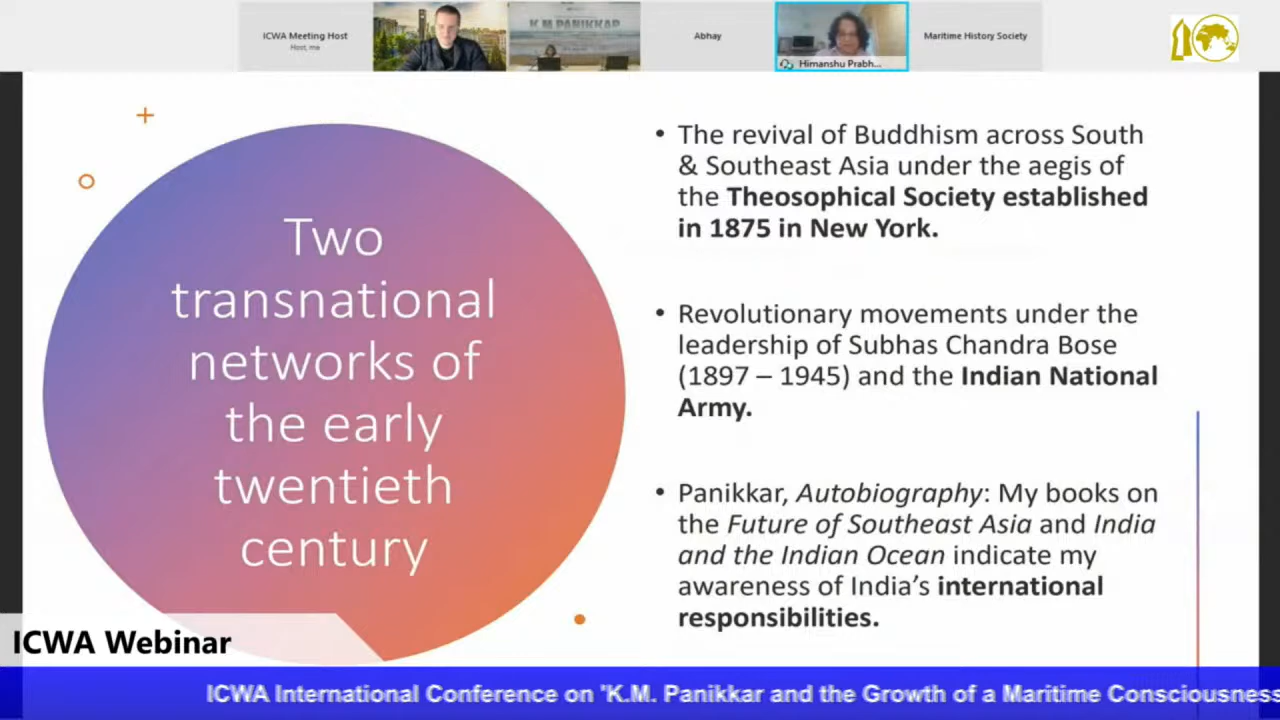 ICWA Meeting Host
Host, me
K M PANIKKAR
Abhay
Himanshu Prabh...
Maritime History Society
Two
transnational
networks of
the early
twentieth
century
• The revival of Buddhism across South
& Southeast Asia under the aegis of
the Theosophical Society established
in 1875 in New York.
• Revolutionary movements under the
leadership of Subhas Chandra Bose
(1897 – 1945) and the Indian National
Army.
• Panikkar, Autobiography: My books on
the Future of Southeast Asia and India
and the Indian Ocean indicate my
awareness of India’s international
responsibilities.
ICWA Webinar
ICWA International Conference on 'K.M. Panikkar and the Growth of a Maritime Consciousness